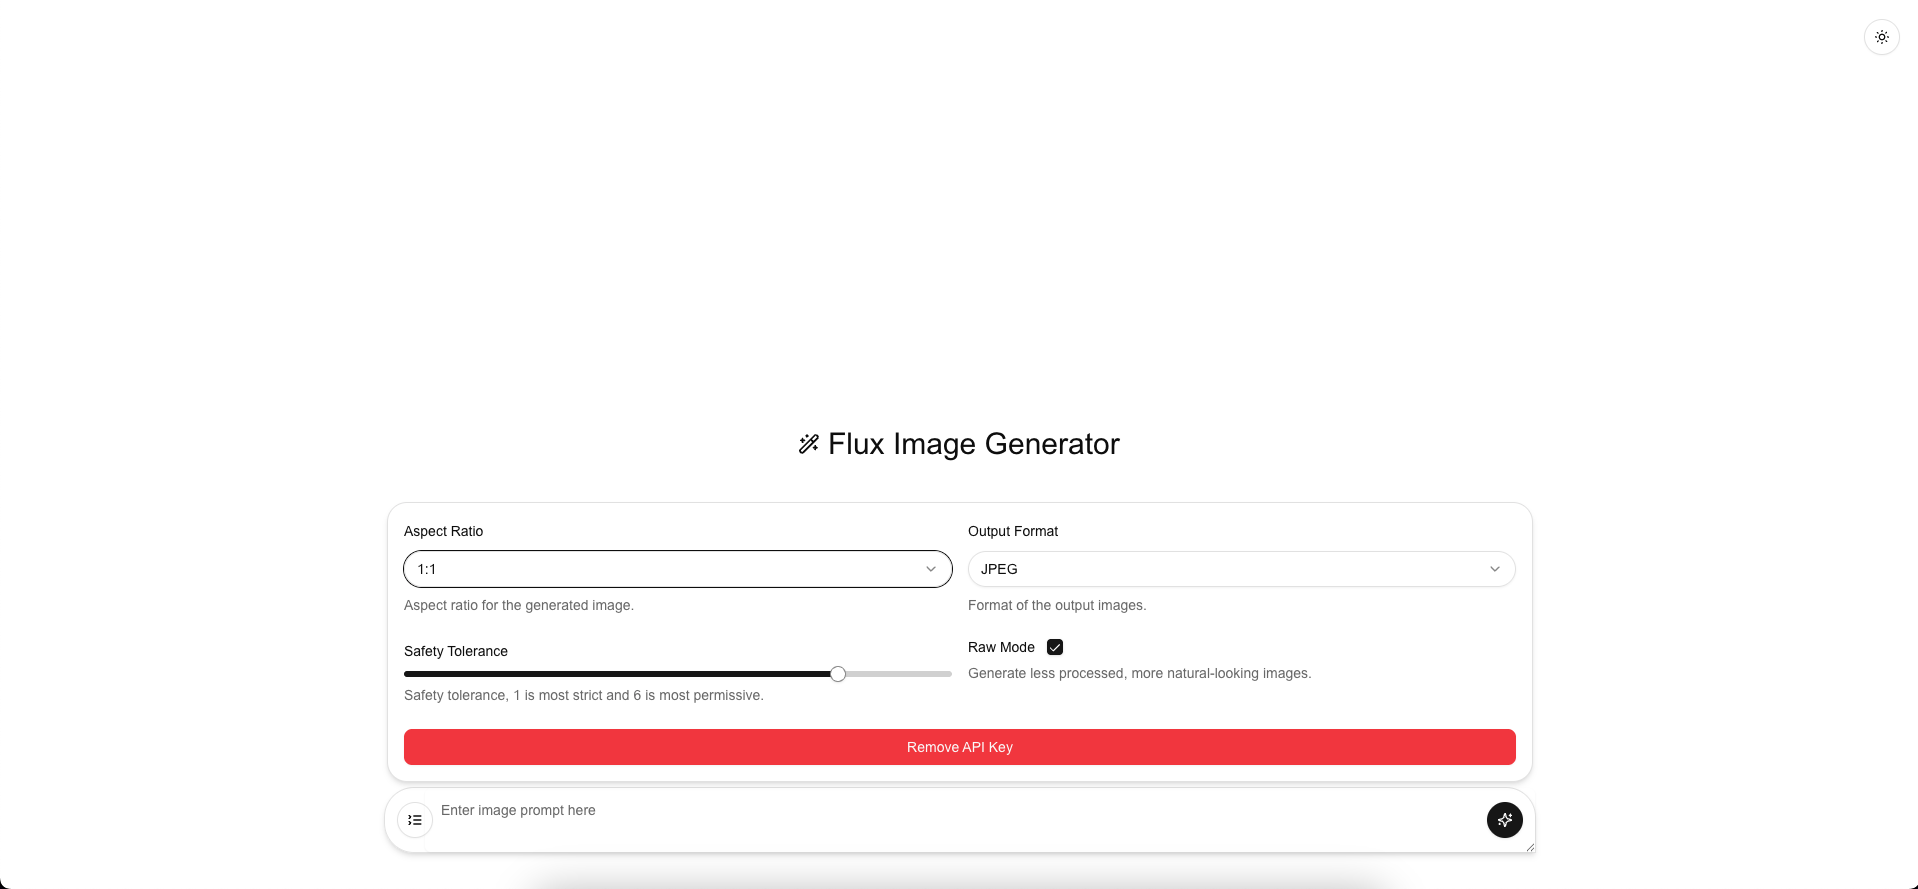 Flux Image Generator
Aspect Ratio
1:1
Aspect ratio for the generated image.
Output Format
JPEG
Format of the output images.
Safety Tolerance
Safety tolerance, 1 is most strict and 6 is most permissive.
Raw Mode
Generate less processed, more natural-looking images.
Remove API Key
Enter image prompt here